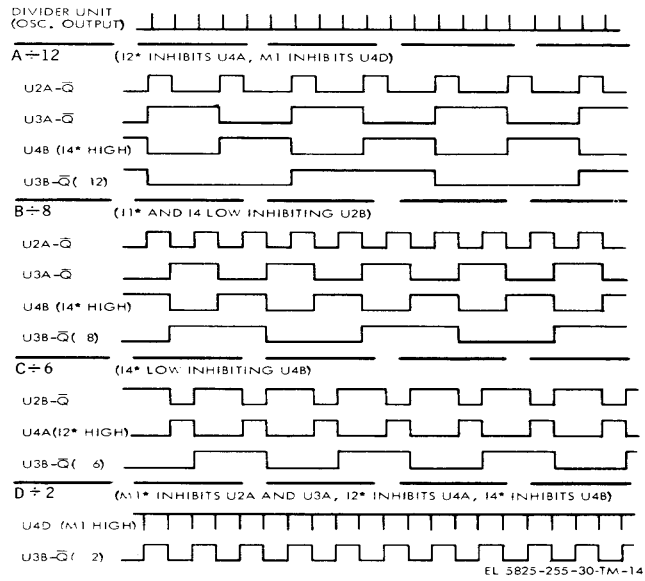 DIVIDER UNIT
(OSC. OUTPUT)
A÷12 (I2* INHIBITS U4A, M1 INHIBITS U4D)
U2A-Q̅
U3A-Q̅
U4B (I4* HIGH)
U3B-Q̅( 12)
B÷8 (I1* AND I4 LOW INHIBITING U2B)
U2A-Q̅
U3A-Q̅
U4B (I4* HIGH)
U3B-Q̅( 8)
C÷6 (I4* LOW INHIBITING U4B)
U2B-Q̅
U4A(I2* HIGH)
U3B-Q̅( 6)
D÷2 (M1* INHIBITS U2A AND U3A, I2* INHIBITS U4A, I4* INHIBITS U4B)
U4D (M1 HIGH)
U3B-Q̅( 2)
EL 5825-255-30-TM-14